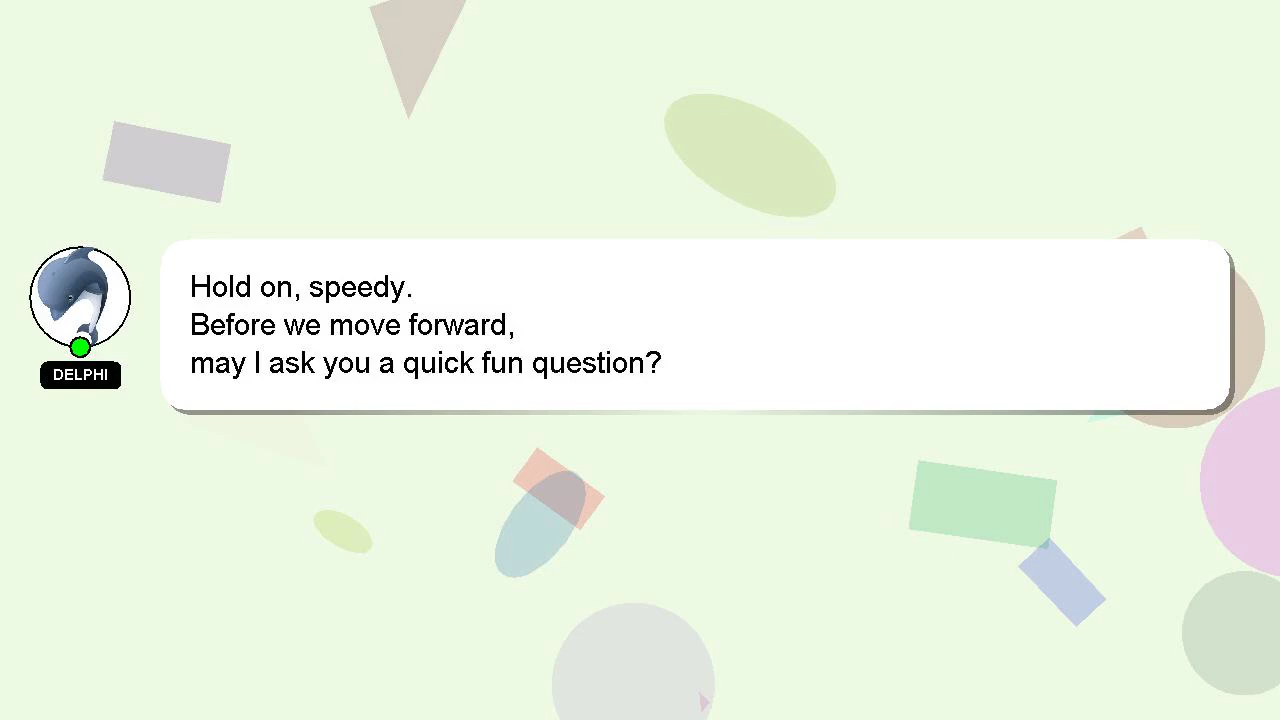 Hold on, speedy.
Before we move forward,
may I ask you a quick fun question?
DELPHI